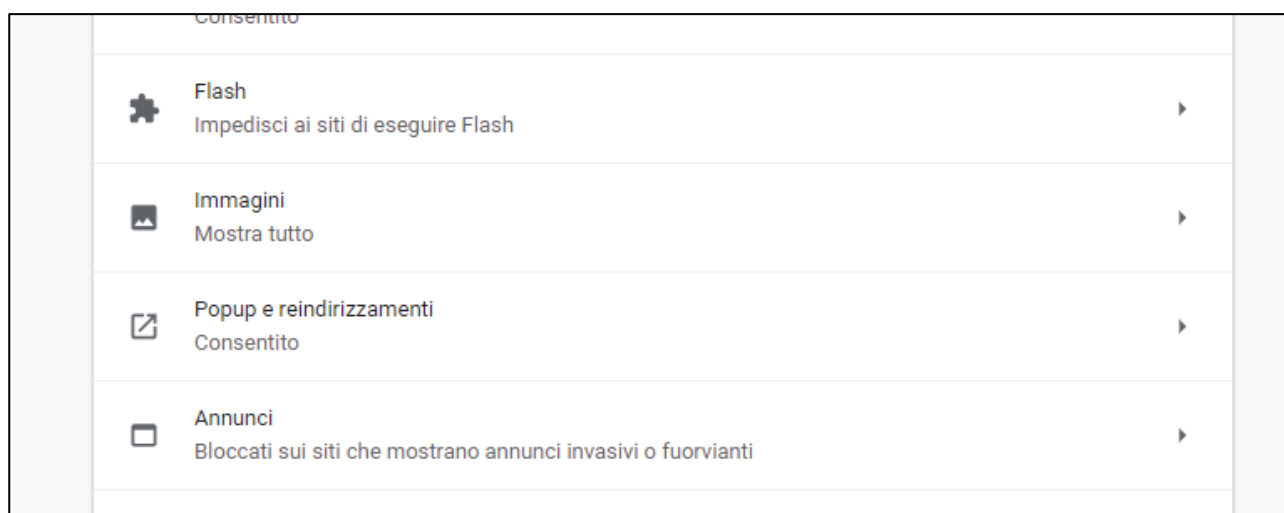 Consentito
Flash
Impedisci ai siti di eseguire Flash
Immagini
Mostra tutto
Popup e reindirizzamenti
Consentito
Annunci
Bloccati sui siti che mostrano annunci invasivi o fuorvianti